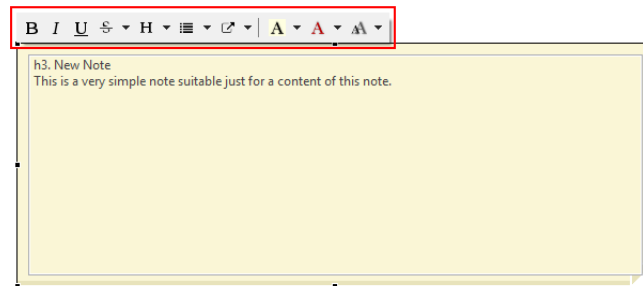 B I U S H A A A
h3. New Note
This is a very simple note suitable just for a content of this note.